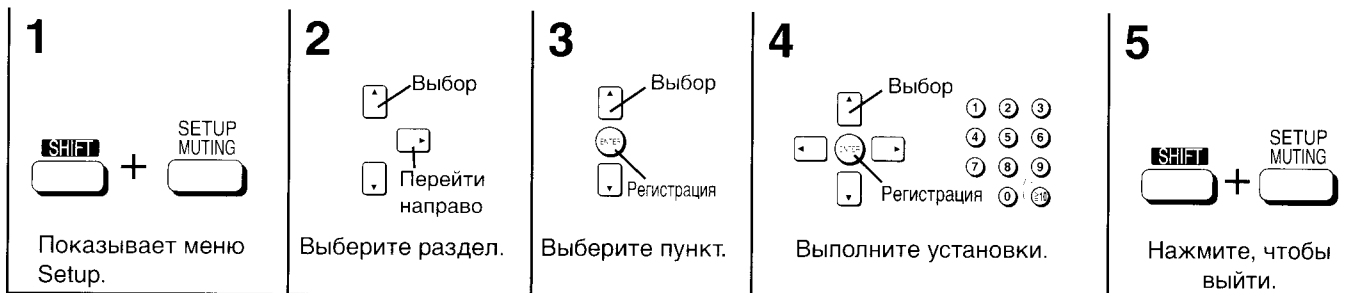 1
SHIFT + SETUP MUTING
Показывает меню
Setup.
2
Выбор
Перейти
направо
Выберите раздел.
3
Выбор
ENTER
Регистрация
Выберите пункт.
4
Выбор
ENTER
Регистрация
1 2 3
4 5 6
7 8 9
0 ≧10
Выполните установки.
5
SHIFT + SETUP MUTING
Нажмите, чтобы
выйти.